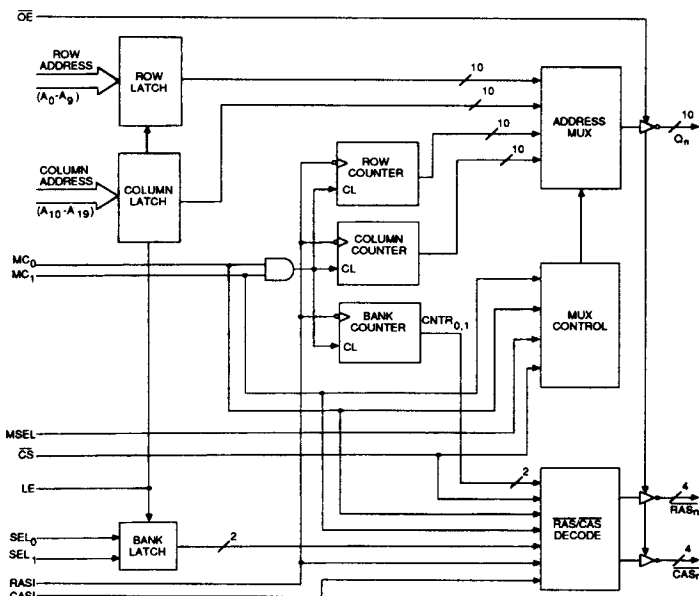 OE
ROW
ADDRESS
(A0-A9)
ROW
LATCH
10
10
10
10
ADDRESS
MUX
10
Qn
COLUMN
ADDRESS
(A10-A19)
COLUMN
LATCH
ROW
COUNTER
CL
COLUMN
COUNTER
CL
MC0
MC1
BANK
COUNTER
CL
CNTR0,1
MUX
CONTROL
MSEL
CS
LE
SEL0
SEL1
BANK
LATCH
2
2
RAS/CAS
DECODE
4
RASn
4
CASn
RASI
CASI